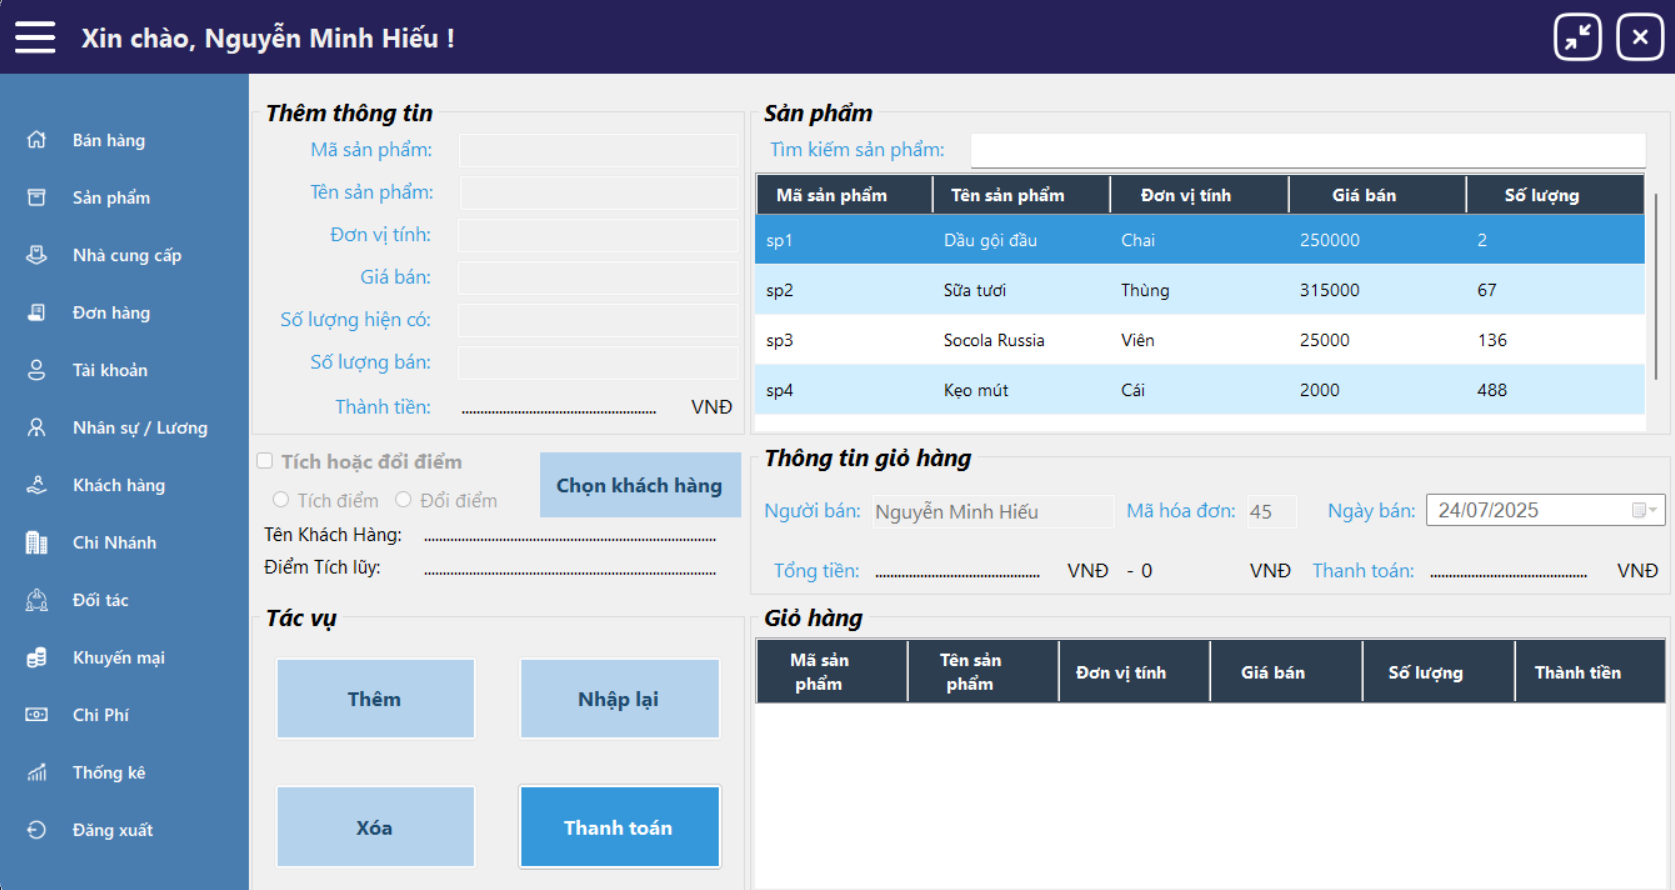 Xin chào, Nguyễn Minh Hiếu !
Bán hàng
Sản phẩm
Nhà cung cấp
Đơn hàng
Tài khoản
Nhân sự / Lương
Khách hàng
Chi Nhánh
Đối tác
Khuyến mại
Chi Phí
Thống kê
Đăng xuất
Thêm thông tin
Mã sản phẩm:
Tên sản phẩm:
Đơn vị tính:
Giá bán:
Số lượng hiện có:
Số lượng bán:
Thành tiền: ........................................ VNĐ
Tích hoặc đổi điểm
Tích điểm Đổi điểm
Chọn khách hàng
Tên Khách Hàng: ........................................
Điểm Tích lũy: ........................................
Tác vụ
Thêm Nhập lại
Xóa Thanh toán
Sản phẩm
Tìm kiếm sản phẩm:
Mã sản phẩm Tên sản phẩm Đơn vị tính Giá bán Số lượng
sp1 Dầu gội đầu Chai 250000 2
sp2 Sữa tươi Thùng 315000 67
sp3 Socola Russia Viên 25000 136
sp4 Kẹo mút Cái 2000 488
Thông tin giỏ hàng
Người bán: Nguyễn Minh Hiếu Mã hóa đơn: 45 Ngày bán: 24/07/2025
Tổng tiền: ........................................ VNĐ - 0 VNĐ Thanh toán: ........................................ VNĐ
Giỏ hàng
Mã sản phẩm Tên sản phẩm Đơn vị tính Giá bán Số lượng Thành tiền